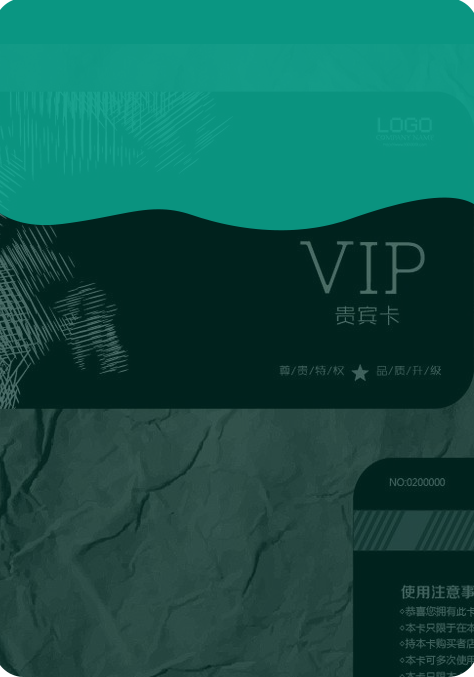 LOGO
VIP
贵宾卡
尊/贵/特/权 ★ 品/质/升/级
NO:0200000
使用注意事
◇恭喜您拥有此卡
◇本卡只限于在本
◇持本卡购买者店
◇本卡可多次使用